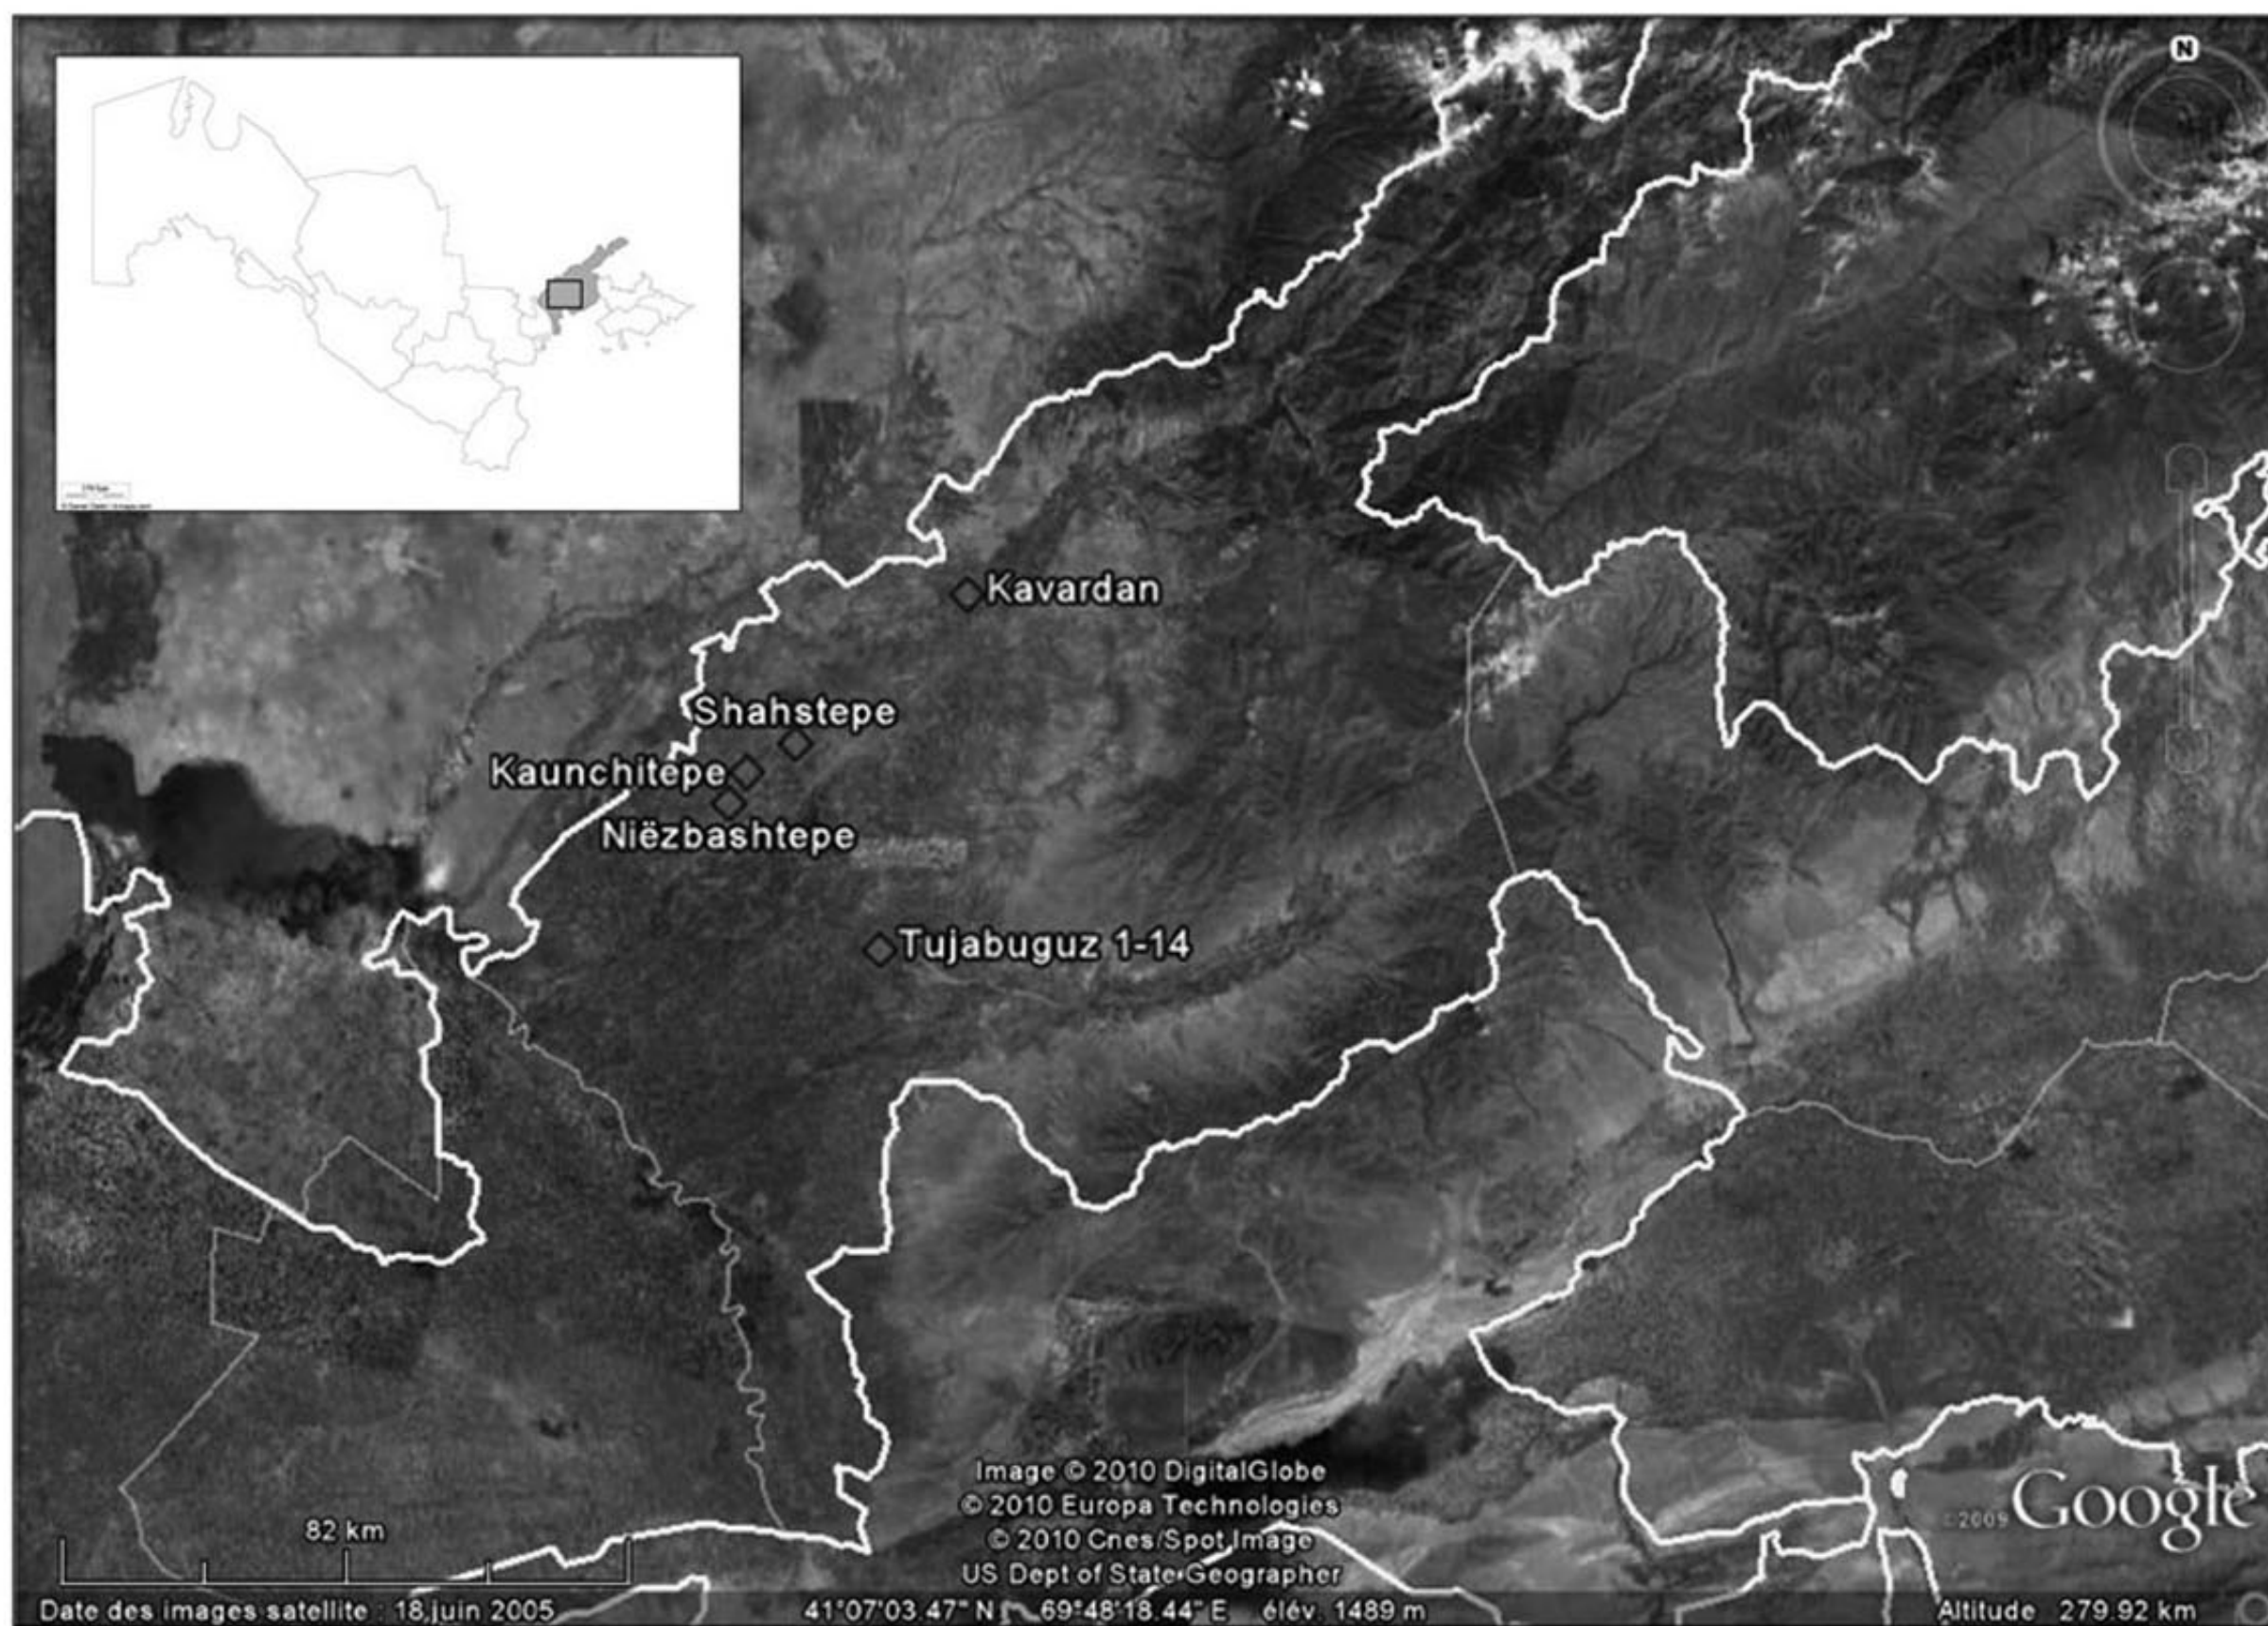 N
Kavardan
Shahstepe
Kaunchitepe
Niëzbashtepe
Tujabuguz 1-14
Image © 2010 DigitalGlobe
© 2010 Europa Technologies
© 2010 Cnes/Spot Image
US Dept of State Geographer
©2009 Google
82 km
Date des images satellite : 18 juin 2005 41°07'03.47" N 69°48'18.44" E élév. 1489 m Altitude 279.92 km